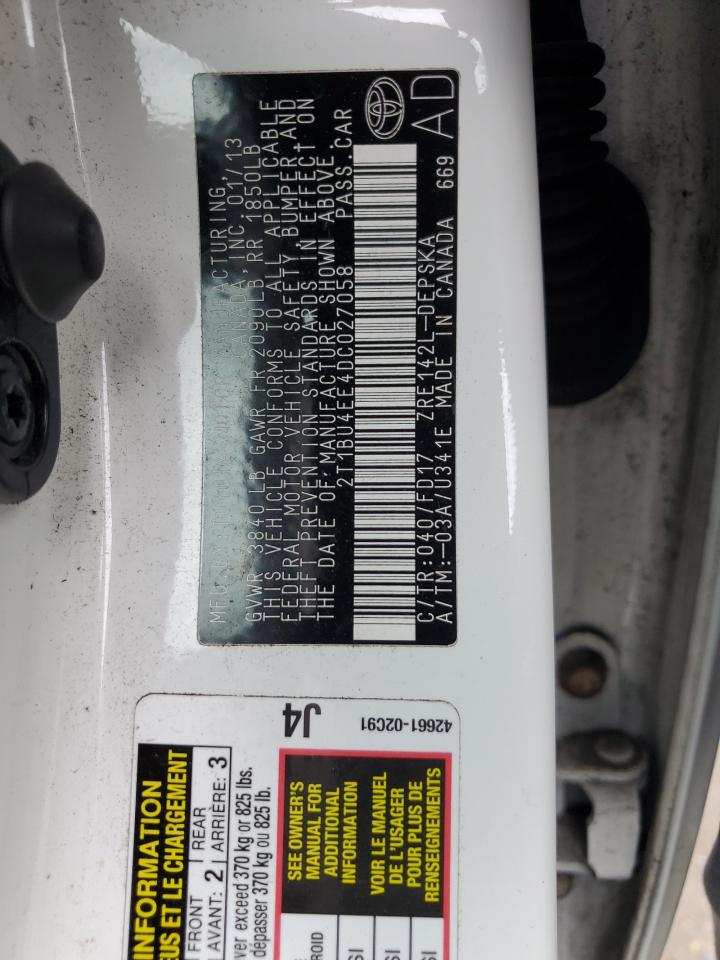 MFD. BY TOYOTA MOTOR MANUFACTURING
CANADA, INC. 01/13
GVWR 3840 LB GAWR FR 2090LB, RR 1850LB
THIS VEHICLE CONFORMS TO ALL APPLICABLE
FEDERAL MOTOR VEHICLE SAFETY, BUMPER, AND
THEFT PREVENTION STANDARDS IN EFFECT ON
THE DATE OF MANUFACTURE SHOWN ABOVE.
2T1BU4EE4DC027058 PASS. CAR
C/TR:040/FD17 ZRE142L-DEPSKA
A/TM:-03A/U341E MADE IN CANADA 669
AD
INFORMATION
US ET LE CHARGEMENT
FRONT | REAR
AVANT: 2 | ARRIÈRE: 3
ver exceed 370 kg or 825 lbs.
dépasser 370 kg ou 825 lb.
SEE OWNER'S
MANUAL FOR
ADDITIONAL
INFORMATION
VOIR LE MANUEL
DE L'USAGER
POUR PLUS DE
RENSEIGNEMENTS
ROID
SI
SI
SI
J4
42661-02C91